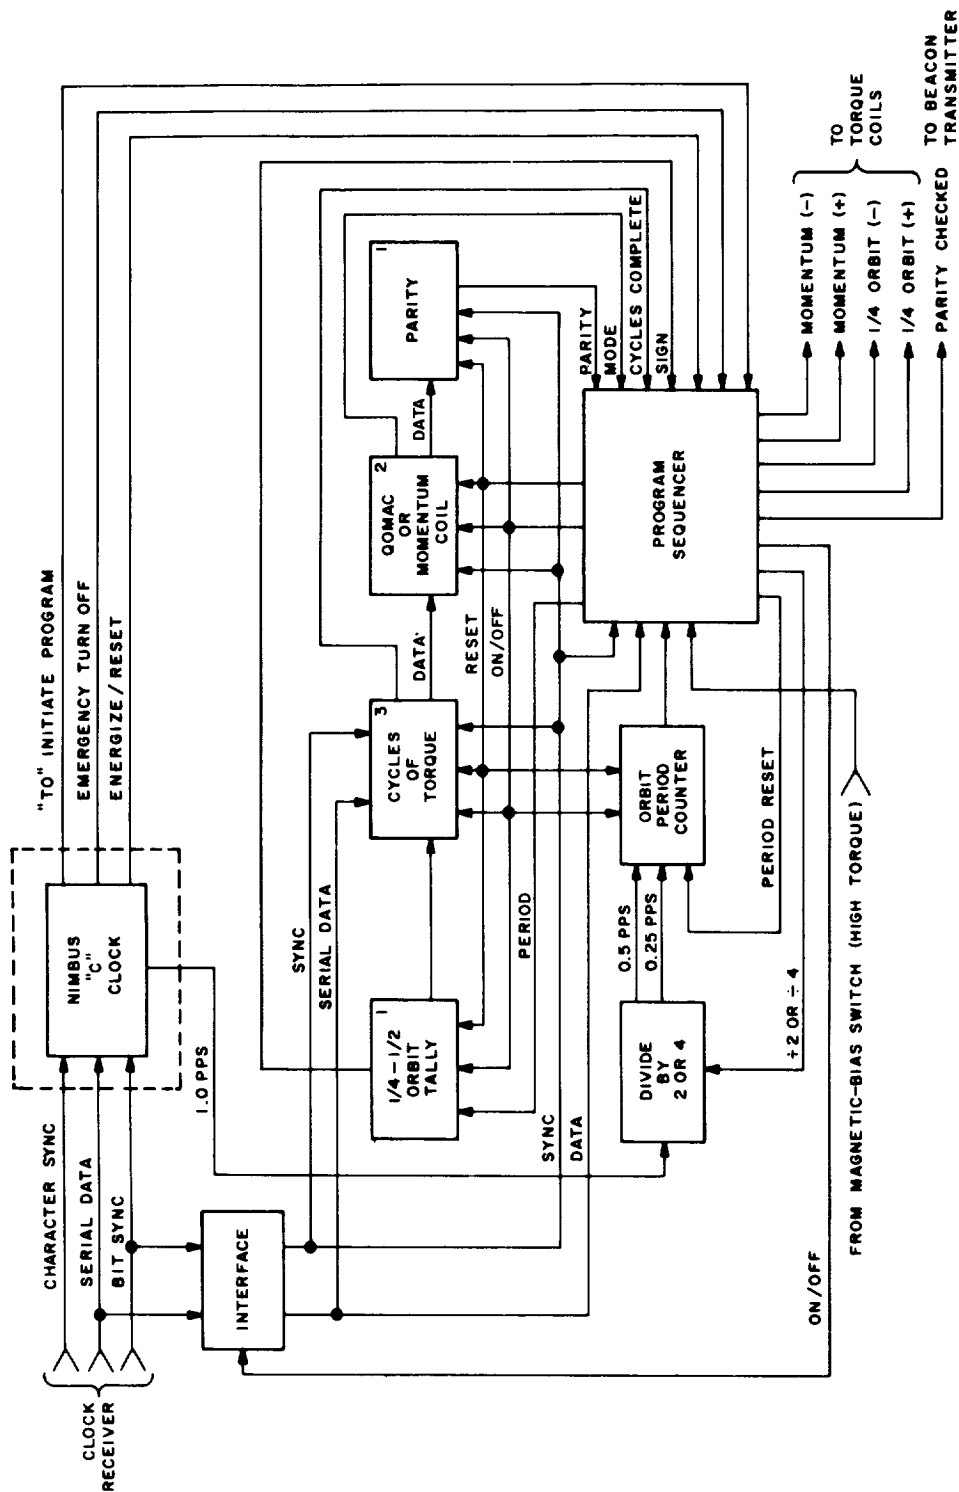 CLOCK
RECEIVER
CHARACTER SYNC
SERIAL DATA
BIT SYNC
NIMBUS
"C"
CLOCK
"TO" INITIATE PROGRAM
EMERGENCY TURN OFF
ENERGIZE/RESET
1.0 PPS
INTERFACE
SYNC
SERIAL DATA
1
1/4-1/2
ORBIT
TALLY
3
CYCLES
OF
TORQUE
DATA
2
QOMAC
OR
MOMENTUM
COIL
DATA
1
PARITY
RESET
ON/OFF
PERIOD
SYNC
DATA
PARITY
MODE
CYCLES COMPLETE
SIGN
DIVIDE
BY
2 OR 4
0.5 PPS
0.25 PPS
ORBIT
PERIOD
COUNTER
PROGRAM
SEQUENCER
PERIOD RESET
÷2 OR ÷4
ON/OFF
FROM MAGNETIC-BIAS SWITCH (HIGH TORQUE)
MOMENTUM (-)
MOMENTUM (+)
1/4 ORBIT (-)
1/4 ORBIT (+)
TO
TORQUE
COILS
PARITY CHECKED
TO BEACON
TRANSMITTER